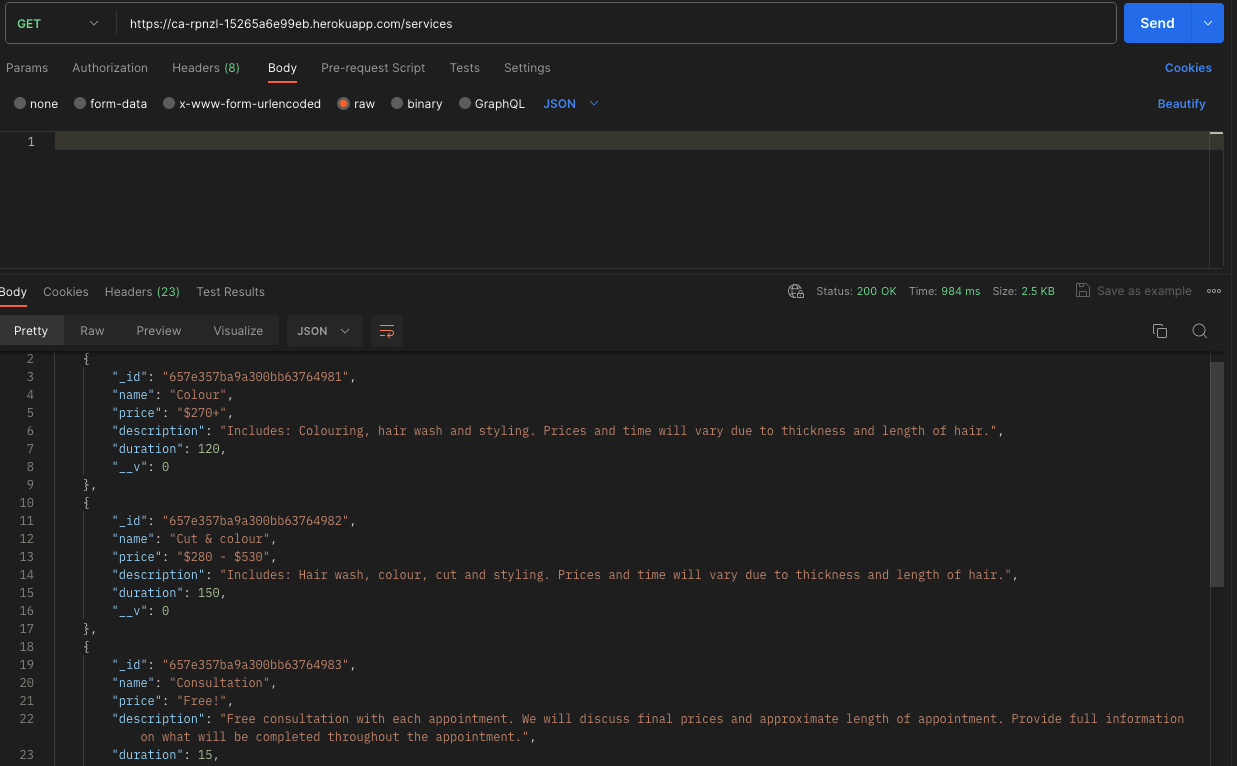 GET https://ca-rpnzl-15265a6e99eb.herokuapp.com/services Send
Params Authorization Headers (8) Body Pre-request Script Tests Settings Cookies
none form-data x-www-form-urlencoded raw binary GraphQL JSON Beautify
1
Body Cookies Headers (23) Test Results Status: 200 OK Time: 984 ms Size: 2.5 KB Save as example
Pretty Raw Preview Visualize JSON
2 {
3 "_id": "657e357ba9a300bb63764981",
4 "name": "Colour",
5 "price": "$270+",
6 "description": "Includes: Colouring, hair wash and styling. Prices and time will vary due to thickness and length of hair.",
7 "duration": 120,
8 "__v": 0
9 },
10 {
11 "_id": "657e357ba9a300bb63764982",
12 "name": "Cut & colour",
13 "price": "$280 - $530",
14 "description": "Includes: Hair wash, colour, cut and styling. Prices and time will vary due to thickness and length of hair.",
15 "duration": 150,
16 "__v": 0
17 },
18 {
19 "_id": "657e357ba9a300bb63764983",
20 "name": "Consultation",
21 "price": "Free!",
22 "description": "Free consultation with each appointment. We will discuss final prices and approximate length of appointment. Provide full information
on what will be completed throughout the appointment.",
23 "duration": 15,